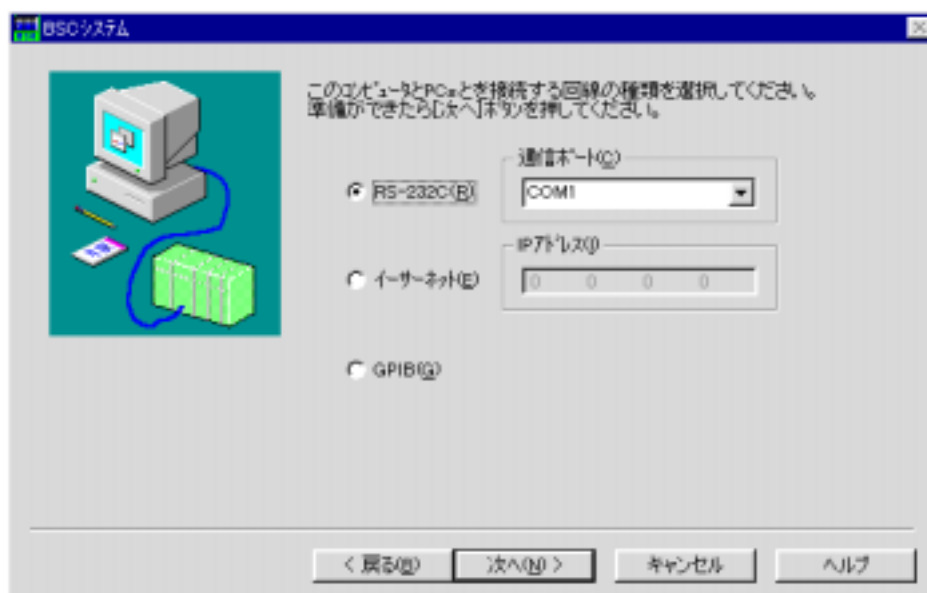 BSCシステム
このコンピュータとPCmとを接続する回線の種類を選択してください。
準備ができたら[次へ]ボタンを押してください。
通信ポート(C)
RS-232C(R)
COM1
IPアドレス(I)
イーサーネット(E)
0 0 0 0
GPIB(G)
< 戻る(B)
次へ(N) >
キャンセル
ヘルプ